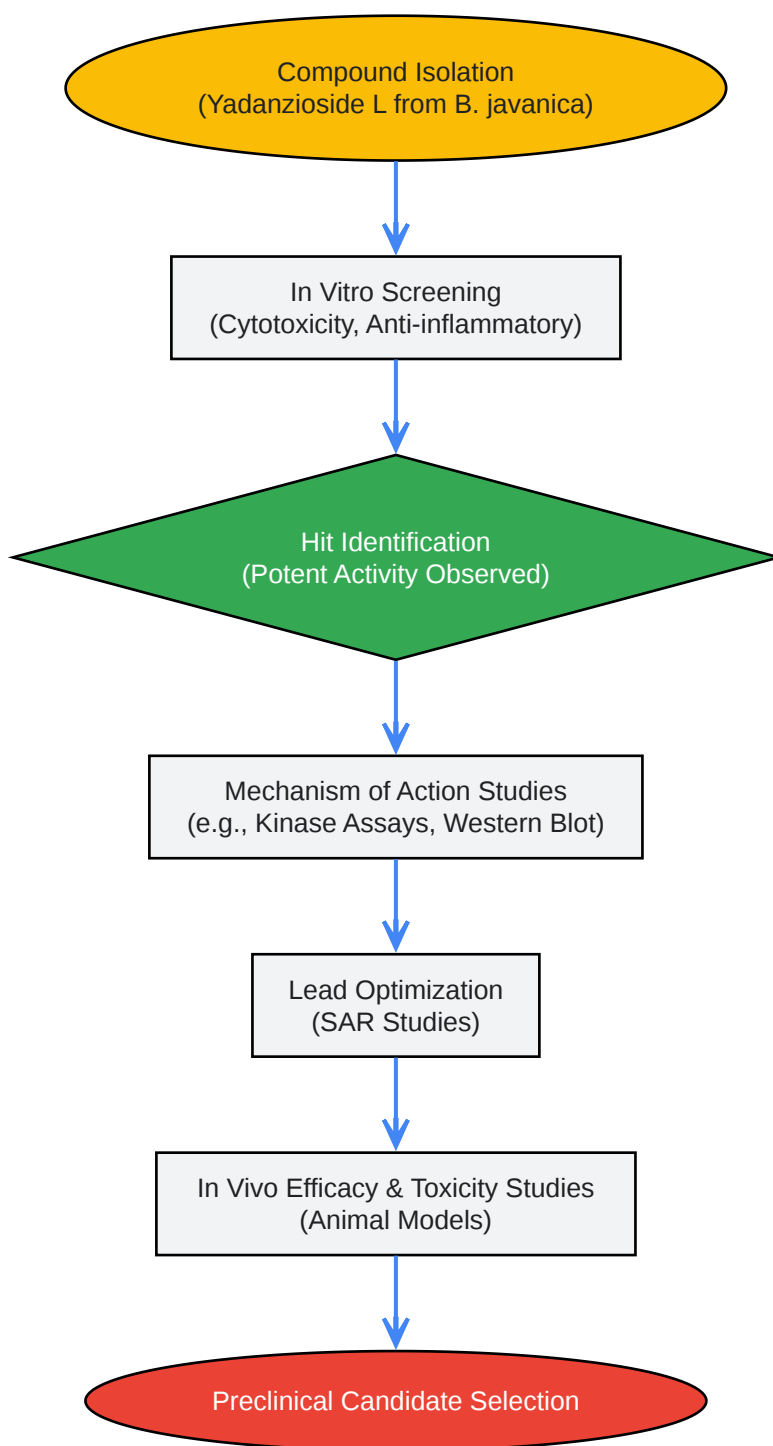 Compound Isolation
(Yadanzioside L from B. javanica)
In Vitro Screening
(Cytotoxicity, Anti-inflammatory)
Hit Identification
(Potent Activity Observed)
Mechanism of Action Studies
(e.g., Kinase Assays, Western Blot)
Lead Optimization
(SAR Studies)
In Vivo Efficacy & Toxicity Studies
(Animal Models)
Preclinical Candidate Selection